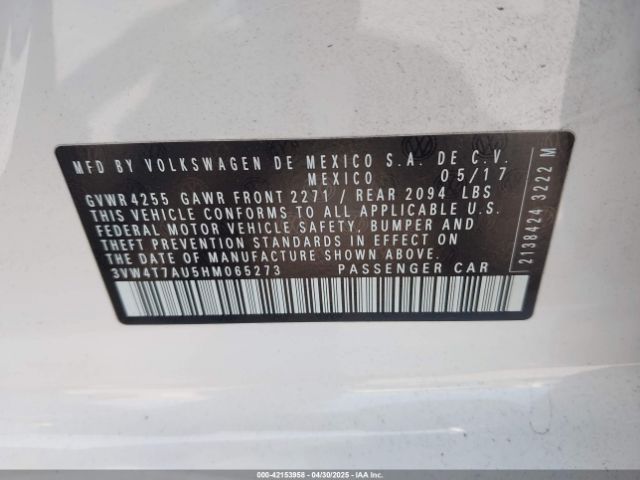 MFD BY VOLKSWAGEN DE MEXICO S.A. DE C.V.
MEXICO 05/17
GVWR 4255 GAWR FRONT 2271 / REAR 2094 LBS
THIS VEHICLE CONFORMS TO ALL APPLICABLE U.S.
FEDERAL MOTOR VEHICLE SAFETY, BUMPER AND
THEFT PREVENTION STANDARDS IN EFFECT ON
THE DATE OF MANUFACTURE SHOWN ABOVE.
3VW4T7AU5HM065273 PASSENGER CAR
2138424 3222 M
000-42153958 - 04/30/2025 - Copyright IAA, LLC